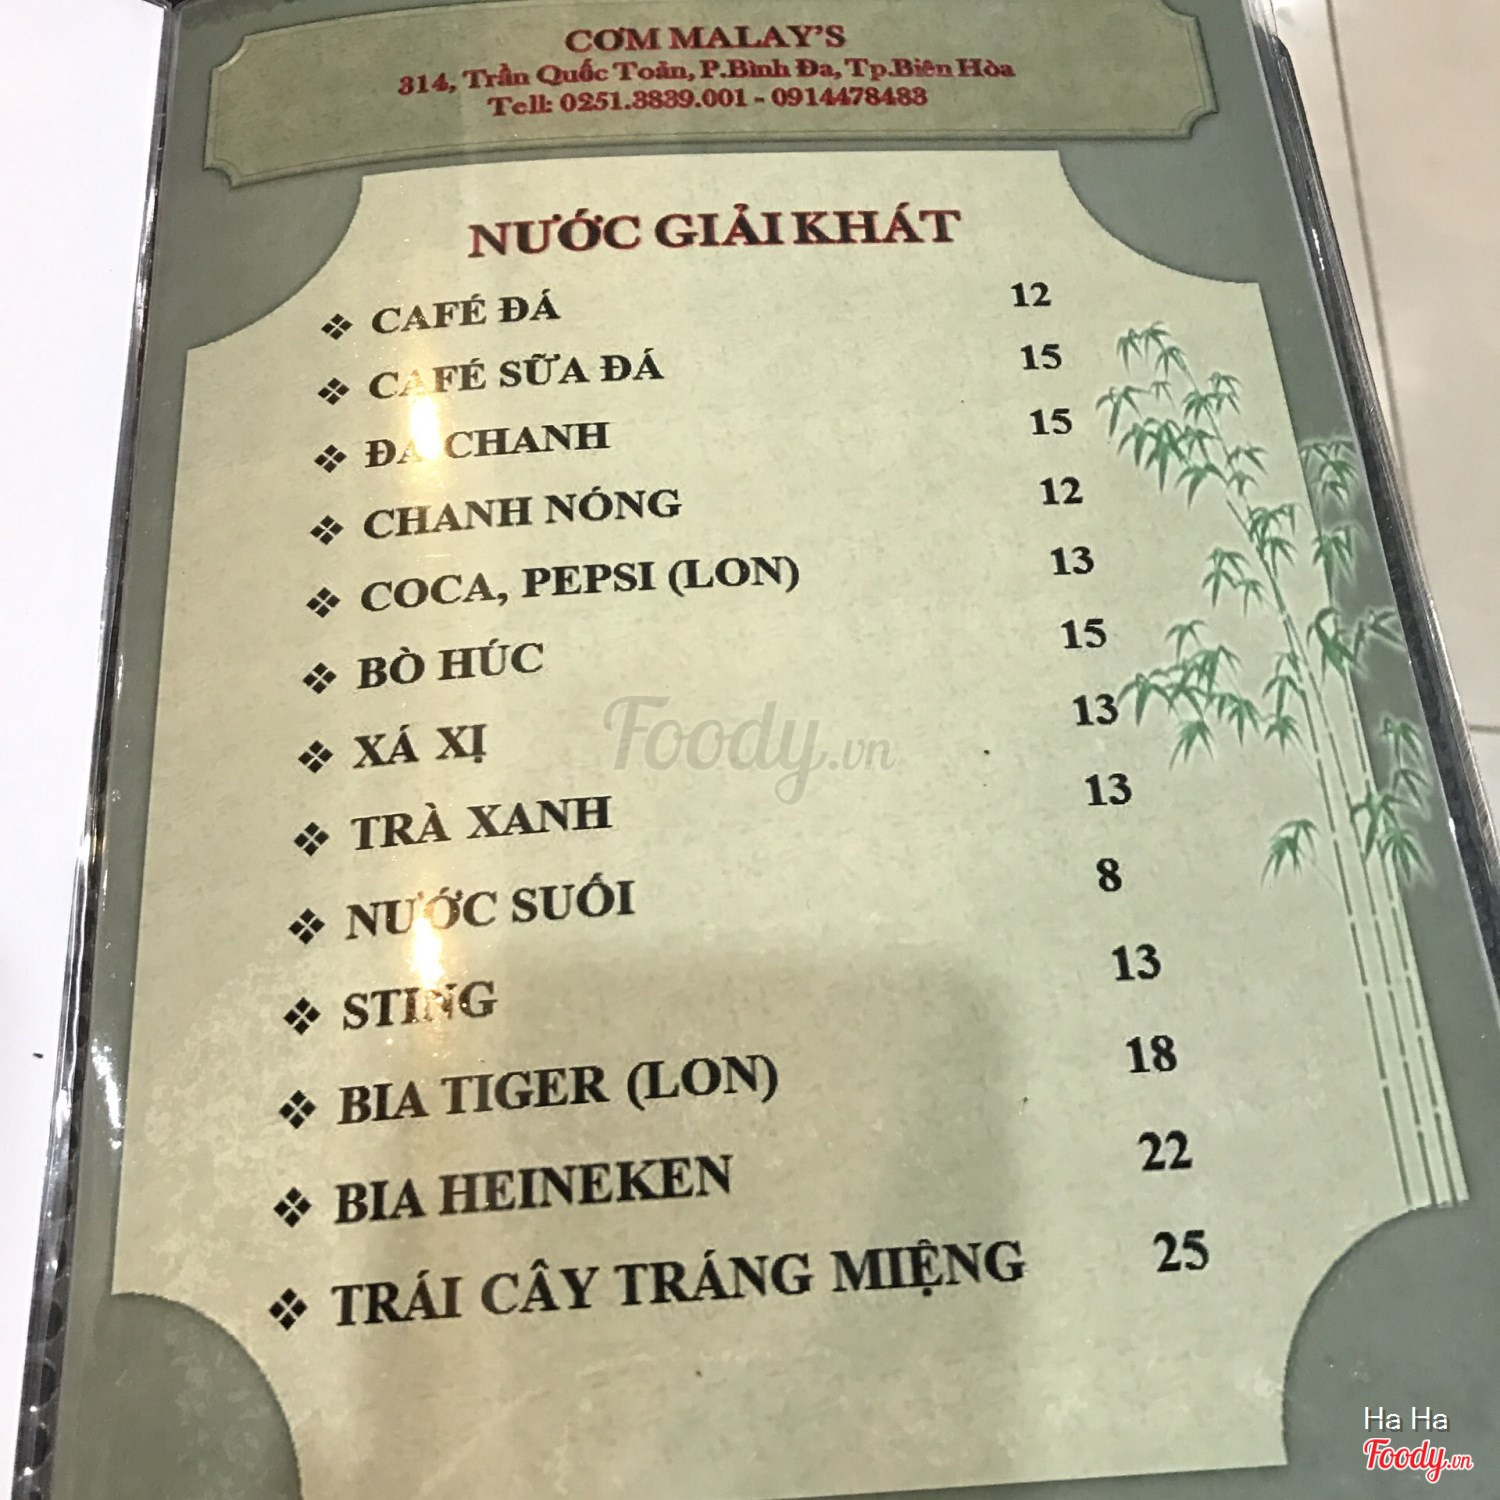 CƠM MALAY'S
314, Trần Quốc Toản, P.Bình Đa, Tp.Biên Hòa
Tell: 0251.3839.001 - 0914478483
NƯỚC GIẢI KHÁT
❖ CAFÉ ĐÁ 12
❖ CAFÉ SỮA ĐÁ 15
❖ ĐÁ CHANH 15
❖ CHANH NÓNG 12
❖ COCA, PEPSI (LON) 13
❖ BÒ HÚC 15
❖ XÁ XỊ 13
❖ TRÀ XANH 13
❖ NƯỚC SUỐI 8
❖ STING 13
❖ BIA TIGER (LON) 18
❖ BIA HEINEKEN 22
❖ TRÁI CÂY TRÁNG MIỆNG 25
Foody.vn
Ha Ha
Foody.vn